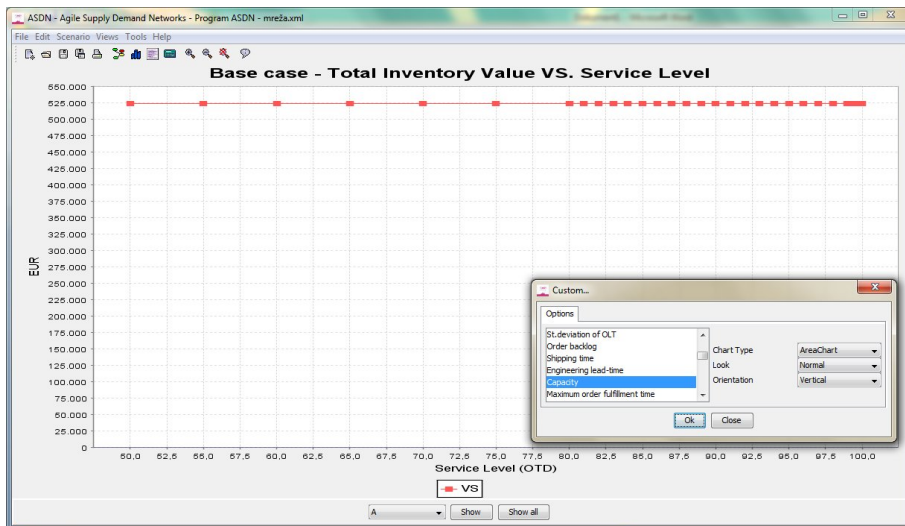 ASDN - Agile Supply Demand Networks - Program ASDN - mreža.xml
File Edit Scenario Views Tools Help
Base case - Total Inventory Value VS. Service Level
550.000
525.000
500.000
475.000
450.000
425.000
400.000
375.000
350.000
325.000
300.000
275.000
250.000
225.000
200.000
175.000
150.000
125.000
100.000
75.000
50.000
25.000
0
EUR
Custom...
Options
St.deviation of OLT
Order backlog
Shipping time
Engineering lead-time
Capacity
Maximum order fulfillment time
Chart Type AreaChart
Look Normal
Orientation Vertical
Ok Close
50,0 52,5 55,0 57,5 60,0 62,5 65,0 67,5 70,0 72,5 75,0 77,5 80,0 82,5 85,0 87,5 90,0 92,5 95,0 97,5 100,0
Service Level (OTD)
VS
A Show Show all